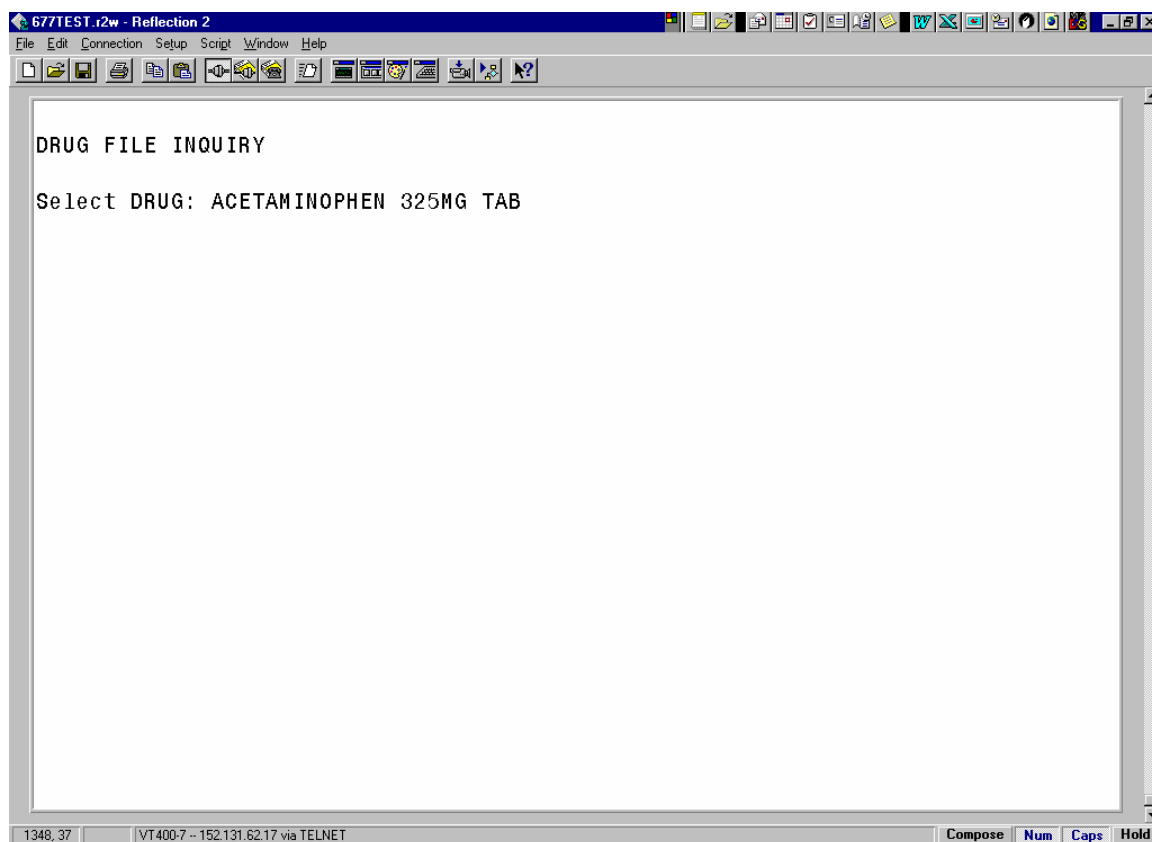 677TEST.r2w - Reflection 2
File Edit Connection Setup Script Window Help
DRUG FILE INQUIRY
Select DRUG: ACETAMINOPHEN 325MG TAB
1348, 37 VT400-7 -- 152.131.62.17 via TELNET Compose Num Caps Hold